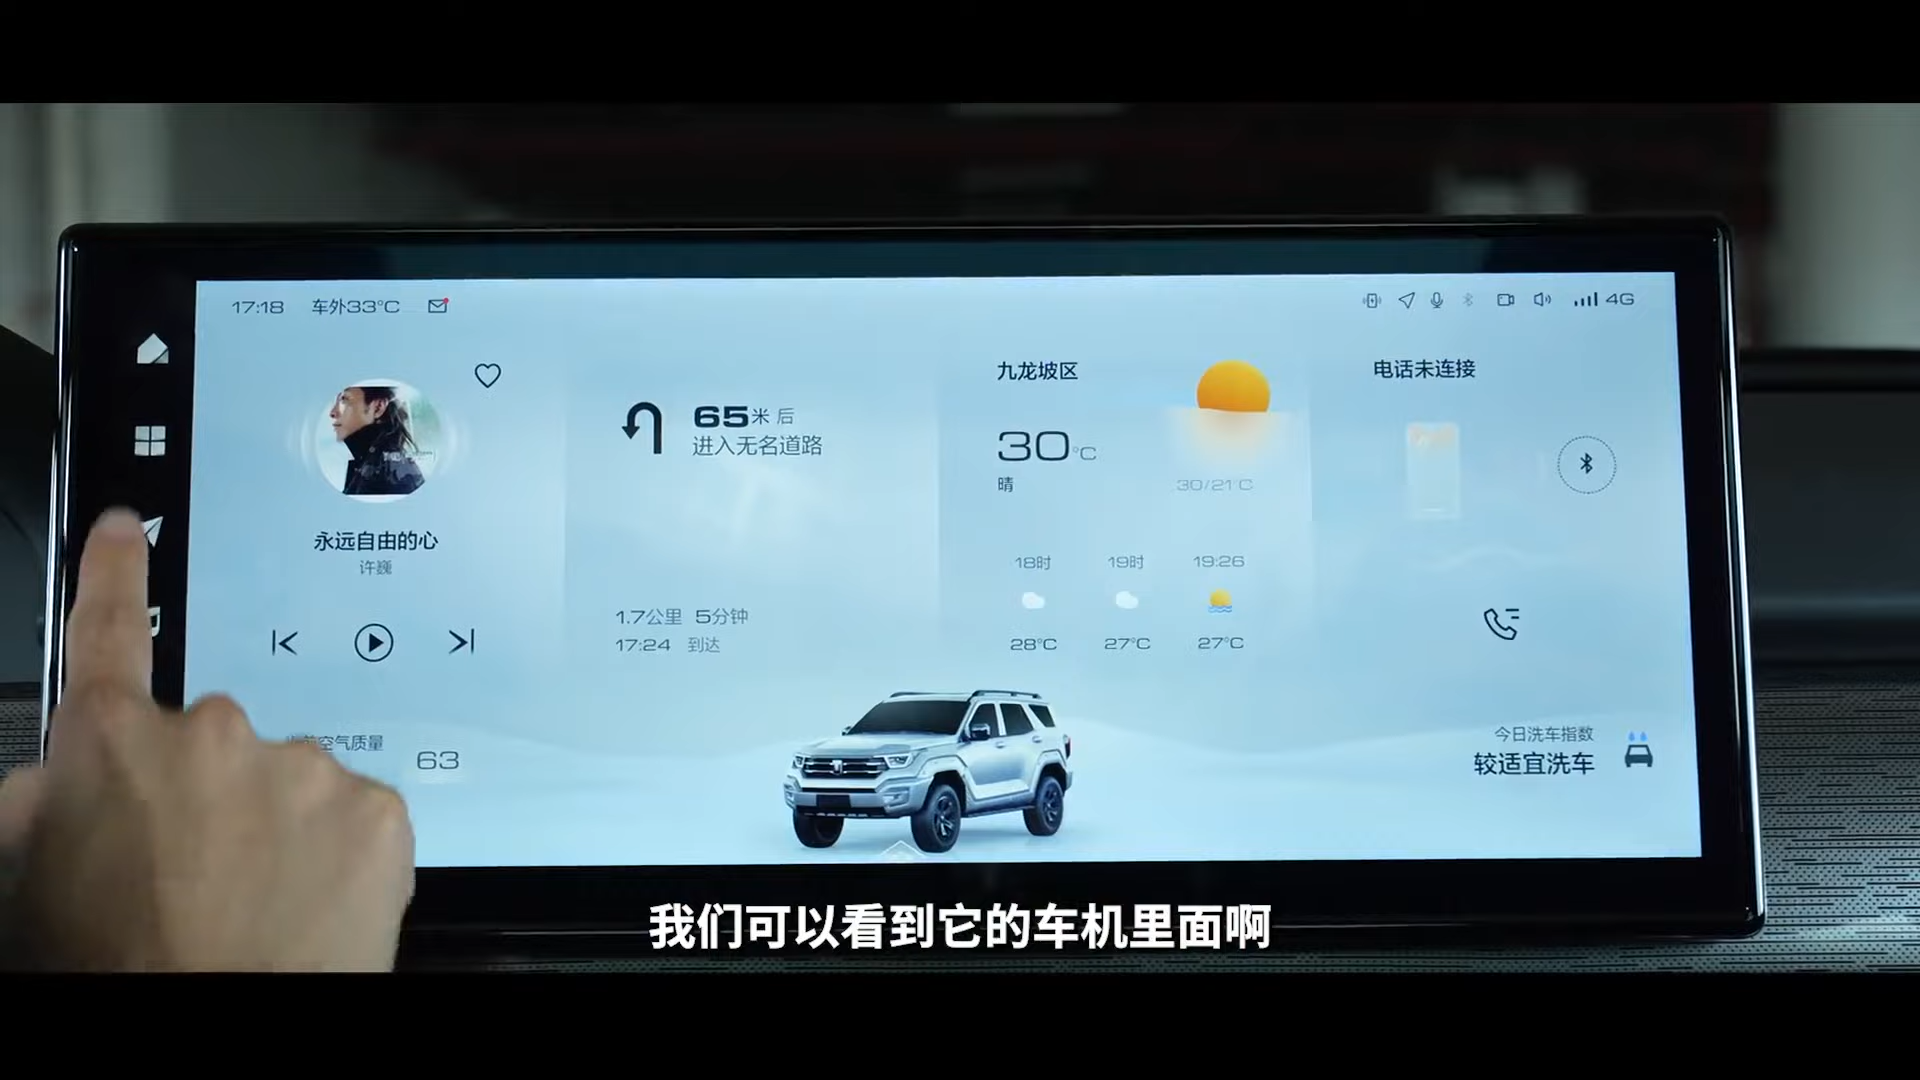 17:18 车外33°C
4G
永远自由的心
许巍
65米 后
进入无名道路
1.7公里 5分钟
17:24 到达
九龙坡区
30°C
晴
30/21°C
18时 19时 19:26
28°C 27°C 27°C
电话未连接
空气质量 63
今日洗车指数
较适宜洗车
我们可以看到它的车机里面啊